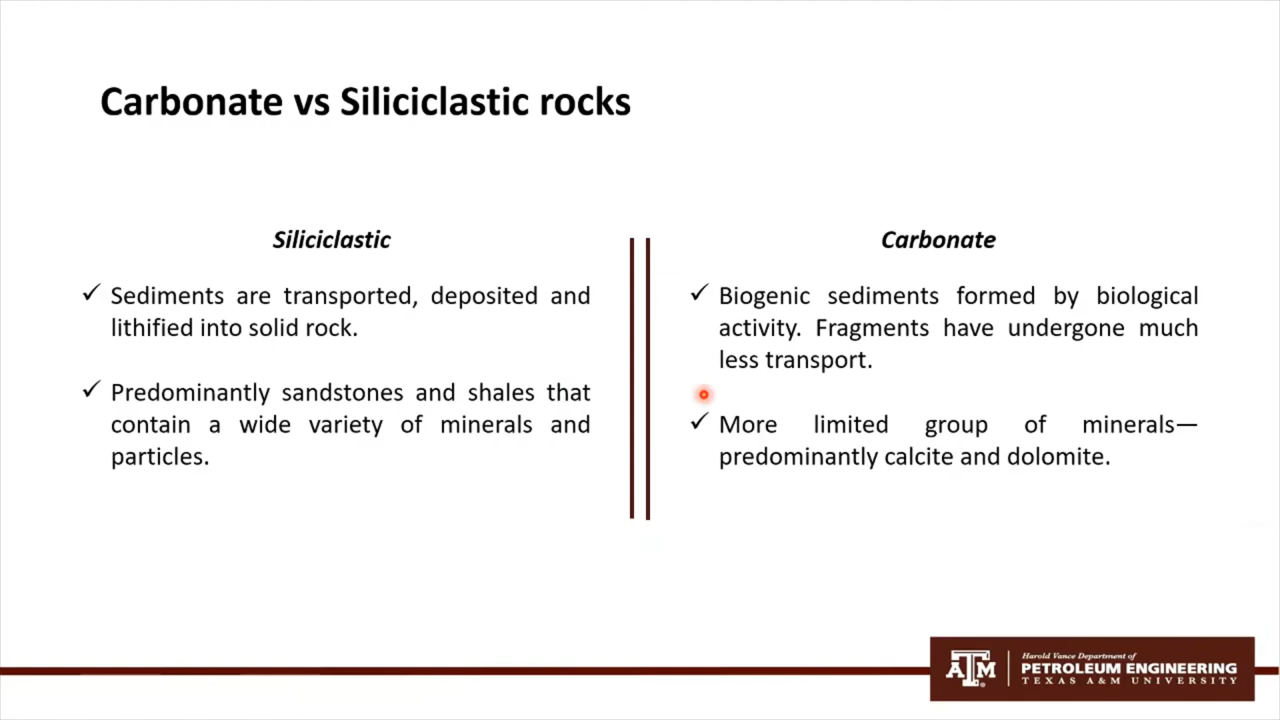 Carbonate vs Siliciclastic rocks
Siliciclastic
✓ Sediments are transported, deposited and
lithified into solid rock.
✓ Predominantly sandstones and shales that
contain a wide variety of minerals and
particles.
Carbonate
✓ Biogenic sediments formed by biological
activity. Fragments have undergone much
less transport.
✓ More limited group of minerals—
predominantly calcite and dolomite.
ATM
Harold Vance Department of
PETROLEUM ENGINEERING
TEXAS A&M UNIVERSITY